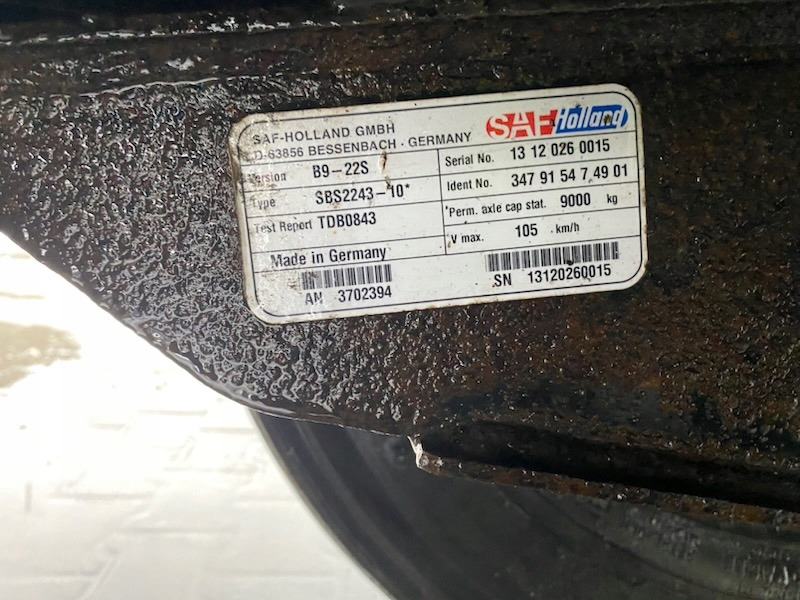 SAF-HOLLAND GMBH
D-63856 BESSENBACH · GERMANY
SAF Holland
Version B9-22S
Serial No. 13 12 026 0015
Type SBS2243-10*
Ident No. 347 91 54 7 49 01
Test Report TDB0843
*Perm. axle cap stat. 9000 kg
Made in Germany
V max. 105 km/h
AN 3702394
SN 13120260015